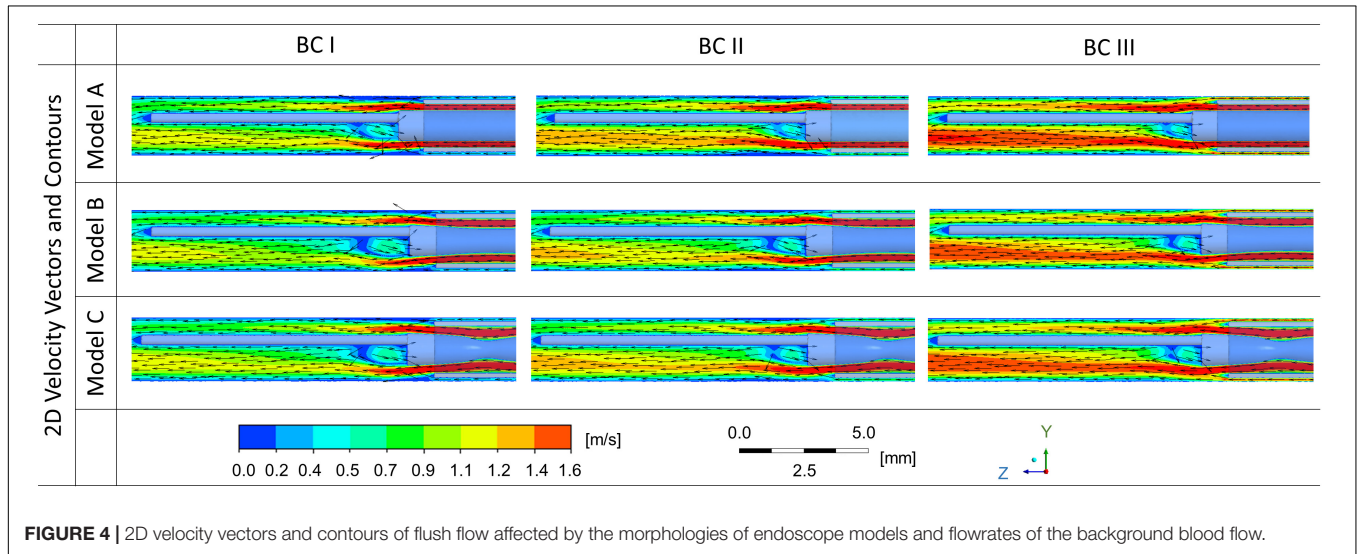 BC I BC II BC III
2D Velocity Vectors and Contours
Model A
Model B
Model C
[m/s]
0.0 0.2 0.4 0.5 0.7 0.9 1.1 1.2 1.4 1.6
0.0 5.0
2.5
[mm]
Y
Z
FIGURE 4 | 2D velocity vectors and contours of flush flow affected by the morphologies of endoscope models and flowrates of the background blood flow.